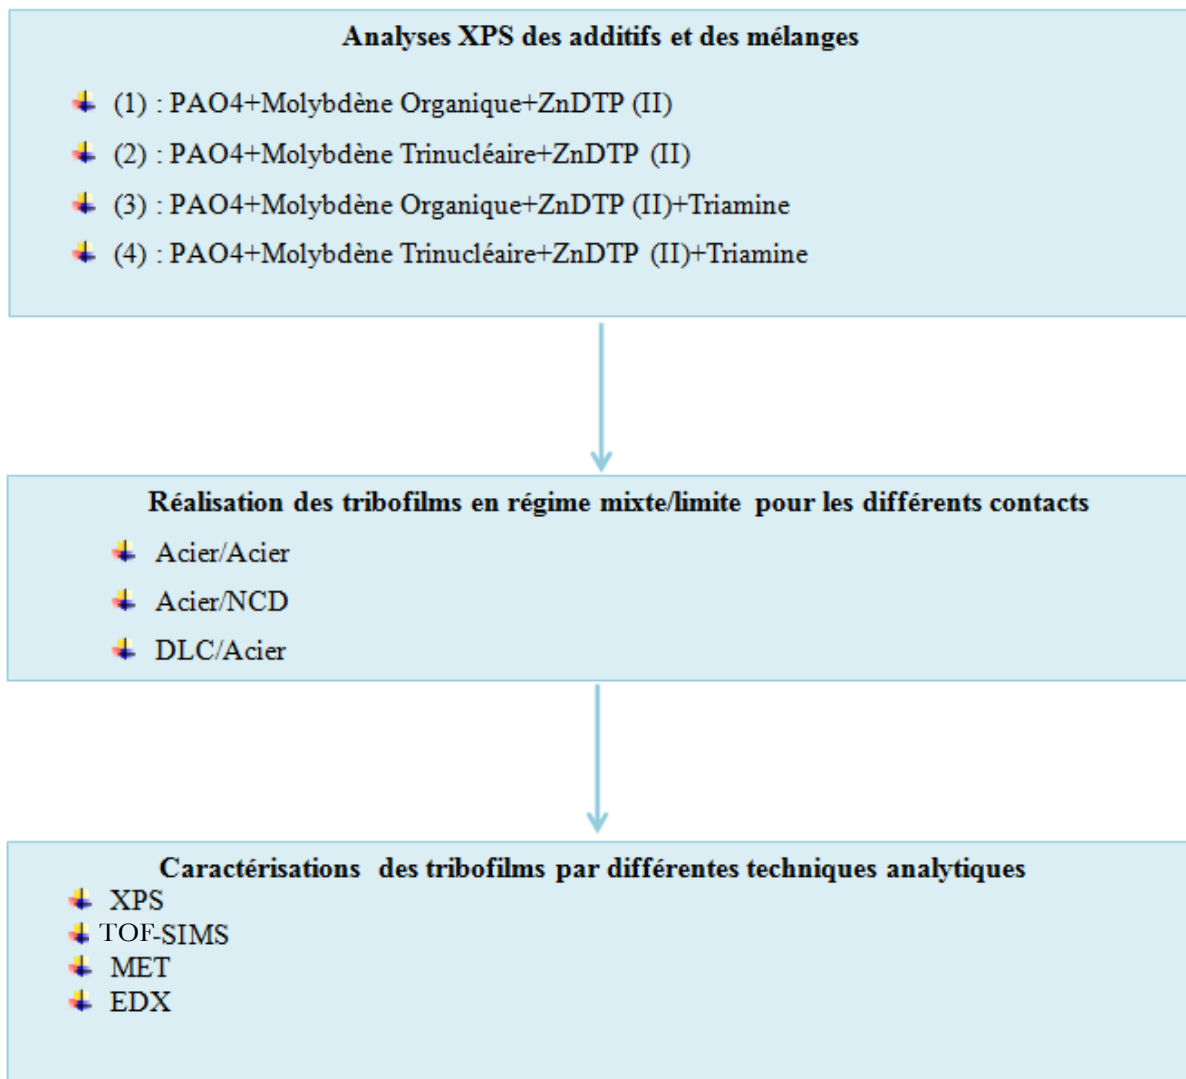 Analyses XPS des additifs et des mélanges
(1) : PAO4+Molybdène Organique+ZnDTP (II)
(2) : PAO4+Molybdène Trinucléaire+ZnDTP (II)
(3) : PAO4+Molybdène Organique+ZnDTP (II)+Triamine
(4) : PAO4+Molybdène Trinucléaire+ZnDTP (II)+Triamine
Réalisation des tribofilms en régime mixte/limite pour les différents contacts
Acier/Acier
Acier/NCD
DLC/Acier
Caractérisations des tribofilms par différentes techniques analytiques
XPS
TOF-SIMS
MET
EDX